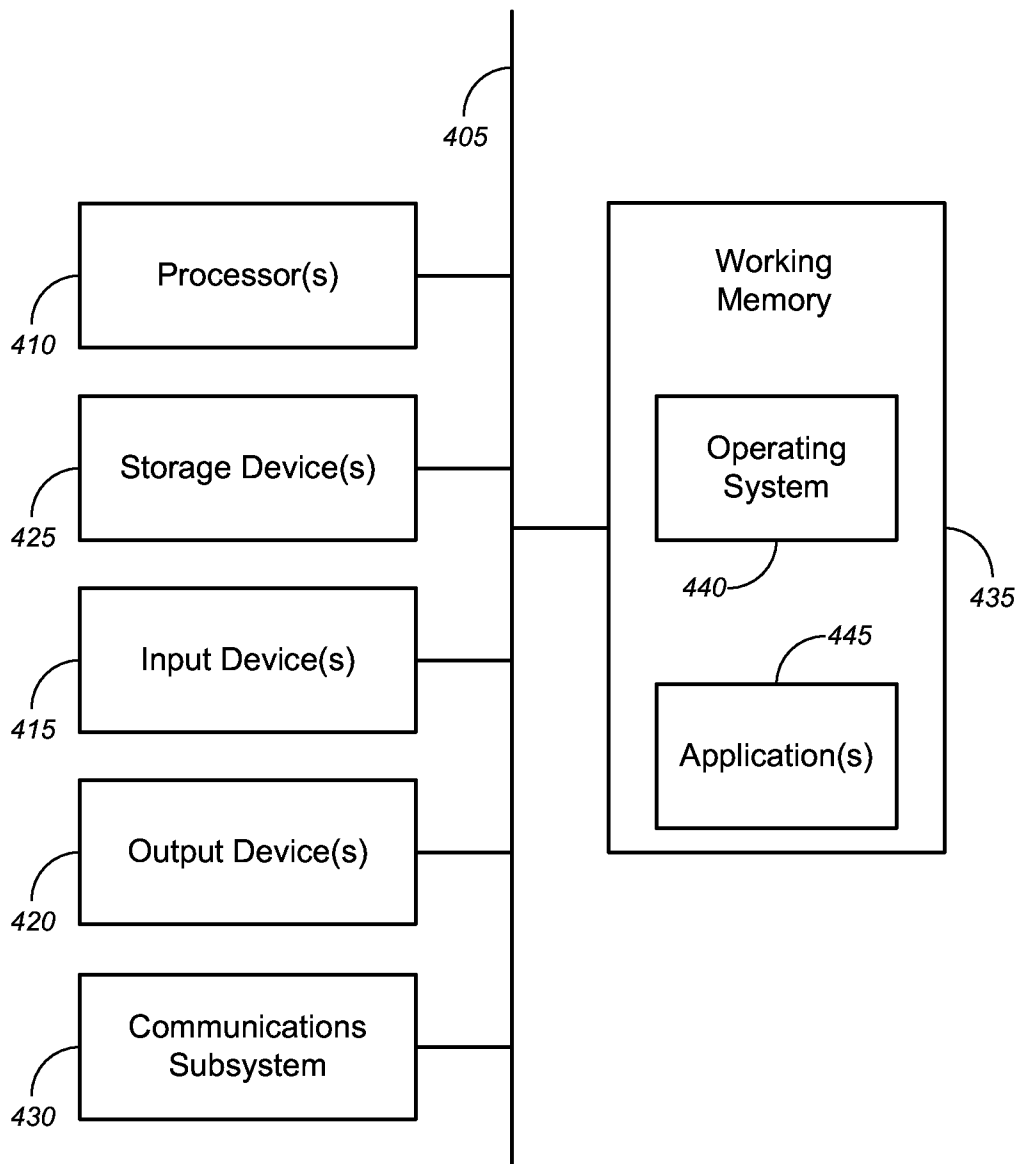 405
Processor(s)
410
Storage Device(s)
425
Input Device(s)
415
Output Device(s)
420
Communications
Subsystem
430
Working
Memory
Operating
System
440
435
445
Application(s)